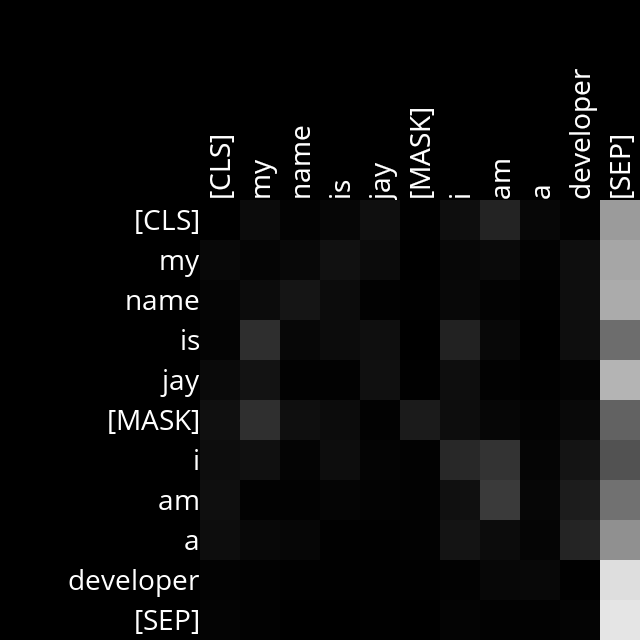 [CLS] my name is jay [MASK] i am a developer [SEP]
[CLS]
my
name
is
jay
[MASK]
i
am
a
developer
[SEP]